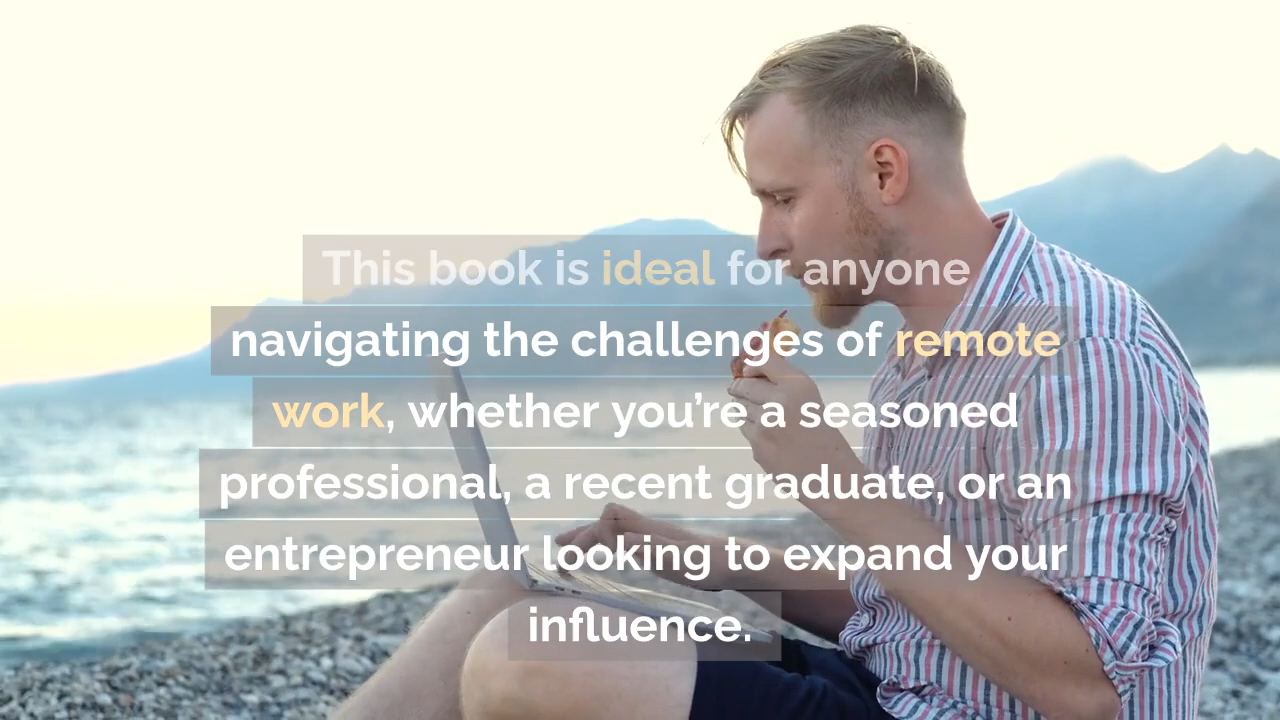 This book is ideal for anyone
navigating the challenges of remote
work, whether you’re a seasoned
professional, a recent graduate, or an
entrepreneur looking to expand your
influence.